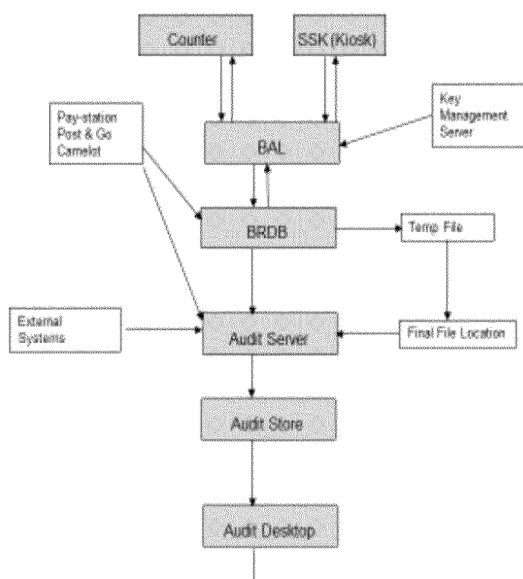 Counter
SSK (Kiosk)
Pay-station
Post & Go
Camelot
Key
Management
Server
BAL
BRDB
Temp File
External
Systems
Audit Server
Final File Location
Audit Store
Audit Desktop